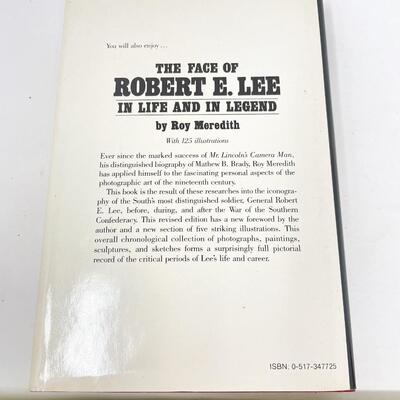 You will also enjoy . . .
THE FACE OF
ROBERT E. LEE
IN LIFE AND IN LEGEND
by Roy Meredith
With 125 illustrations
Ever since the marked success of Mr. Lincoln's Camera Man,
his distinguished biography of Mathew B. Brady, Roy Meredith
has applied himself to the fascinating personal aspects of the
photographic art of the nineteenth century.
This book is the result of these researches into the iconogra-
phy of the South's most distinguished soldier, General Robert
E. Lee, before, during, and after the War of the Southern
Confederacy. This revised edition has a new foreword by the
author and a new section of five striking illustrations. This
overall chronological collection of photographs, paintings,
sculptures, and sketches forms a surprisingly full pictorial
record of the critical periods of Lee's life and career.
ISBN: 0-517-347725